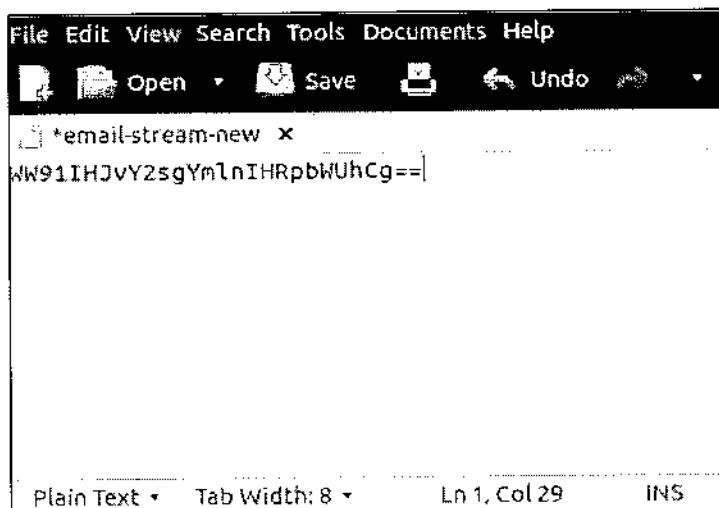 File Edit View Search Tools Documents Help
Open Save Undo
*email-stream-new ×
WW91IHJvY2sgYmlnIHRpbWUhCg==
Plain Text Tab Width: 8 Ln 1, Col 29 INS